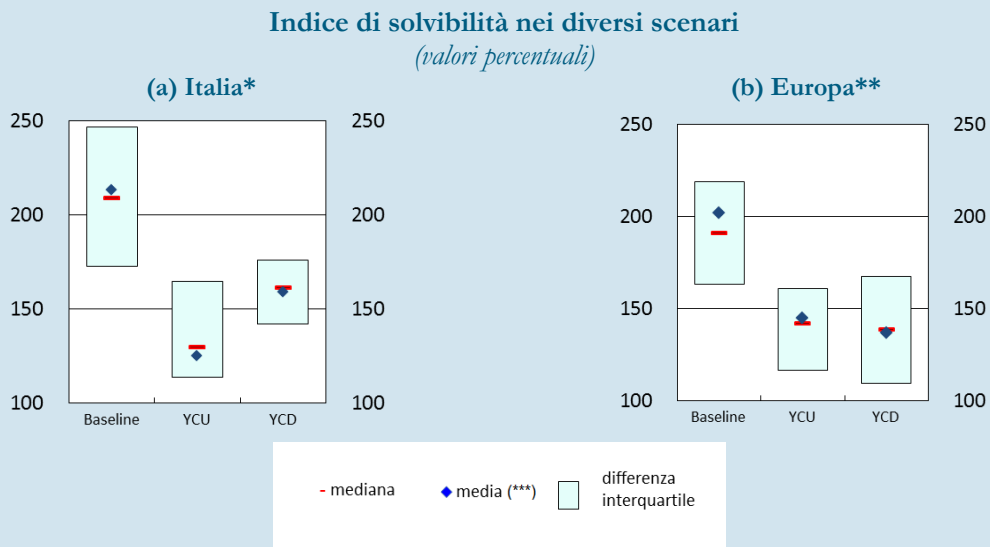 Indice di solvibilità nei diversi scenari
(valori percentuali)
(a) Italia*
250
200
150
100
Baseline YCU YCD
250
200
150
100
(b) Europa**
250
200
150
100
Baseline YCU YCD
250
200
150
100
mediana
media (***)
differenza
interquartile